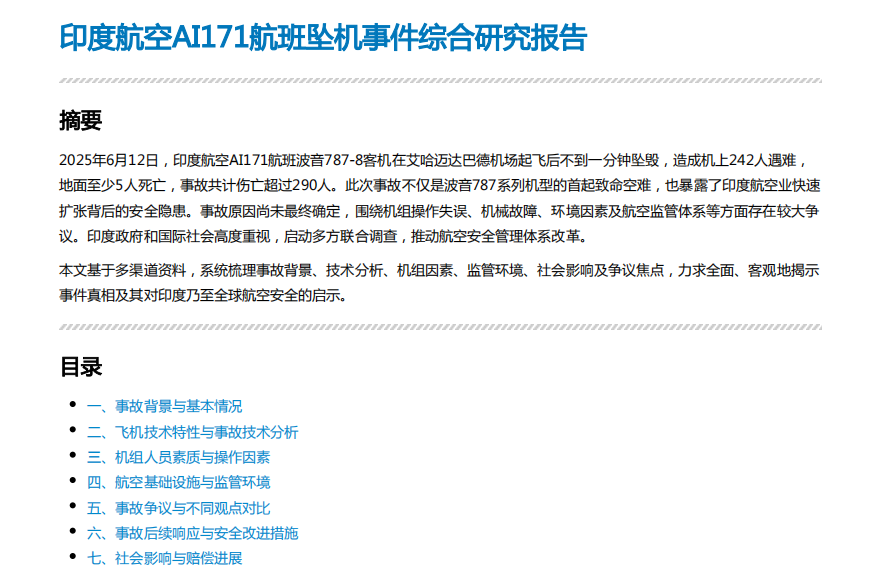 印度航空AI171航班坠机事件综合研究报告
摘要
2025年6月12日，印度航空AI171航班波音787-8客机在艾哈迈达巴德机场起飞后不到一分钟坠毁，造成机上242人遇难，
地面至少5人死亡，事故共计伤亡超过290人。此次事故不仅是波音787系列机型的首起致命空难，也暴露了印度航空业快速
扩张背后的安全隐患。事故原因尚未最终确定，围绕机组操作失误、机械故障、环境因素及航空监管体系等方面存在较大争
议。印度政府和国际社会高度重视，启动多方联合调查，推动航空安全管理体系改革。
本文基于多渠道资料，系统梳理事故背景、技术分析、机组因素、监管环境、社会影响及争议焦点，力求全面、客观地揭示
事件真相及其对印度乃至全球航空安全的启示。
目录
• 一、事故背景与基本情况
• 二、飞机技术特性与事故技术分析
• 三、机组人员素质与操作因素
• 四、航空基础设施与监管环境
• 五、事故争议与不同观点对比
• 六、事故后续响应与安全改进措施
• 七、社会影响与赔偿进展